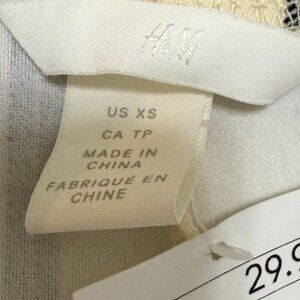 H&M
US XS
CA TP
MADE IN
CHINA
FABRIQUÉ EN
CHINE
29.9